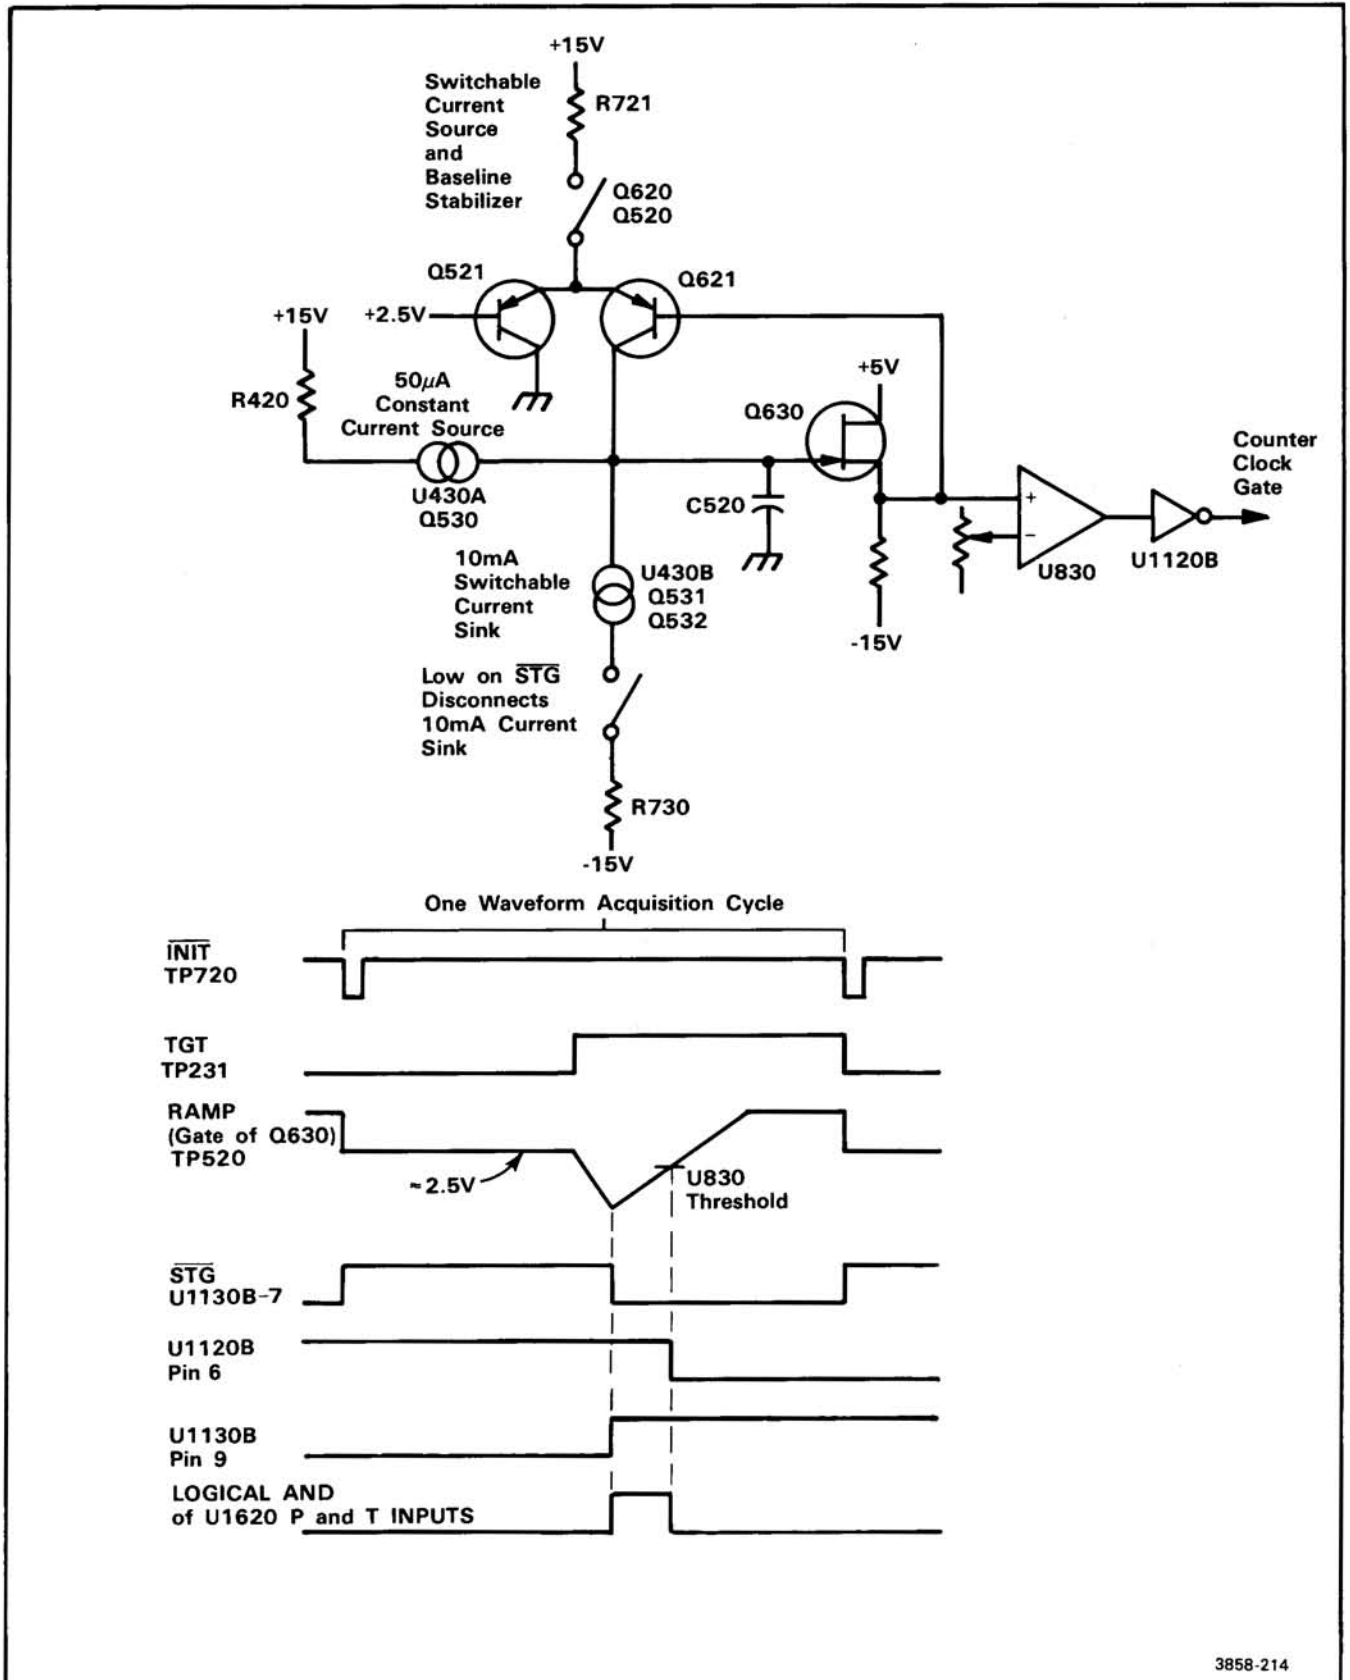 +15V
Switchable
Current
Source
and
Baseline
Stabilizer
R721
Q620
Q520
Q521
Q621
+15V
+2.5V
R420
50μA
Constant
Current Source
U430A
Q530
+5V
Q630
C520
Counter
Clock
Gate
+
-
U830
U1120B
-15V
10mA
Switchable
Current
Sink
U430B
Q531
Q532
Low on S̅T̅G̅
Disconnects
10mA Current
Sink
R730
-15V
One Waveform Acquisition Cycle
I̅N̅I̅T̅
TP720
TGT
TP231
RAMP
(Gate of Q630)
TP520
≈2.5V
U830
Threshold
S̅T̅G̅
U1130B-7
U1120B
Pin 6
U1130B
Pin 9
LOGICAL AND
of U1620 P and T INPUTS
3858-214